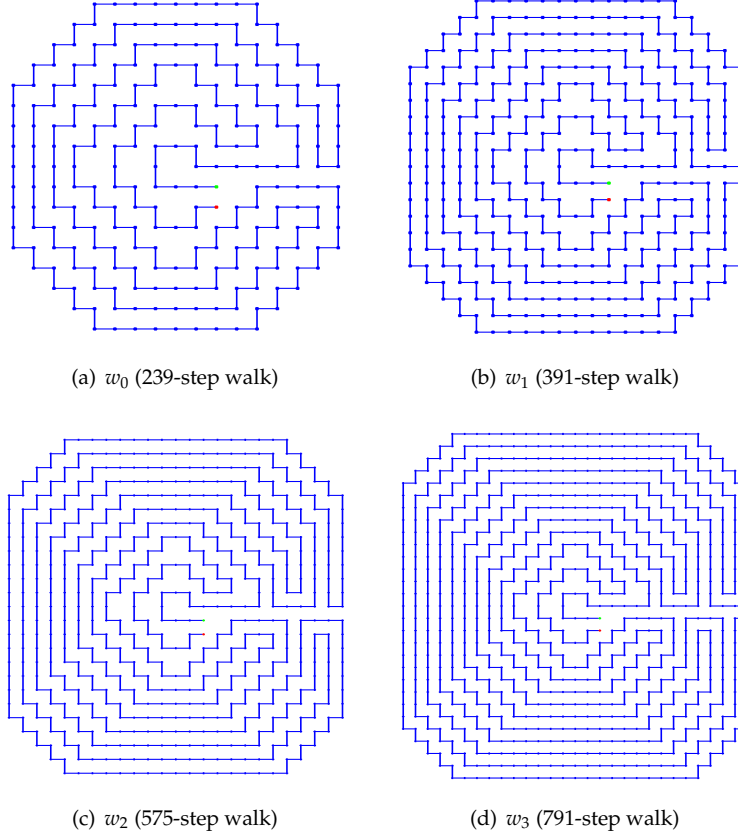 (a) w₀ (239-step walk)
(b) w₁ (391-step walk)
(c) w₂ (575-step walk)
(d) w₃ (791-step walk)